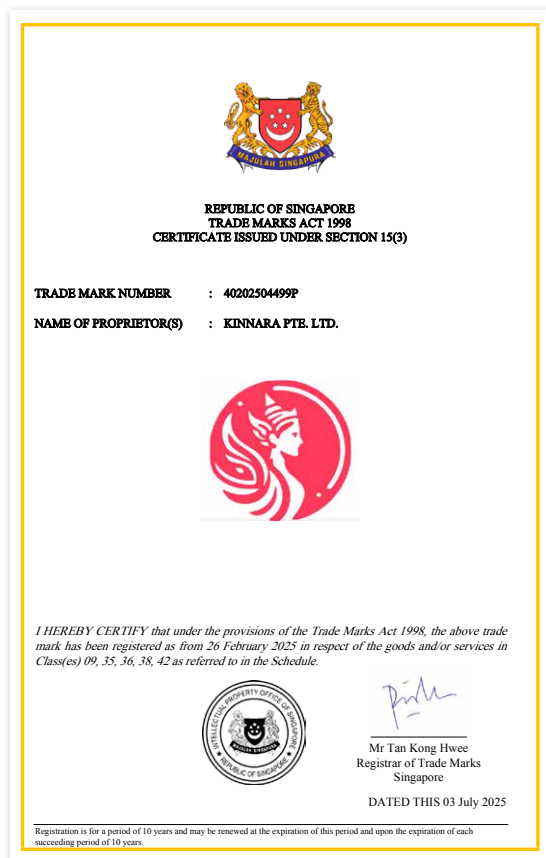 MAJULAH SINGAPURA
REPUBLIC OF SINGAPORE
TRADE MARKS ACT 1998
CERTIFICATE ISSUED UNDER SECTION 15(3)
TRADE MARK NUMBER : 40202504499P
NAME OF PROPRIETOR(S) : KINNARA PTE. LTD.
I HEREBY CERTIFY that under the provisions of the Trade Marks Act 1998, the above trade
mark has been registered as from 26 February 2025 in respect of the goods and/or services in
Class(es) 09, 35, 36, 38, 42 as referred to in the Schedule.
INTELLECTUAL PROPERTY OFFICE OF SINGAPORE
MAJULAH SINGAPURA
★ REPUBLIC OF SINGAPORE ★
Mr Tan Kong Hwee
Registrar of Trade Marks
Singapore
DATED THIS 03 July 2025
Registration is for a period of 10 years and may be renewed at the expiration of this period and upon the expiration of each
succeeding period of 10 years.